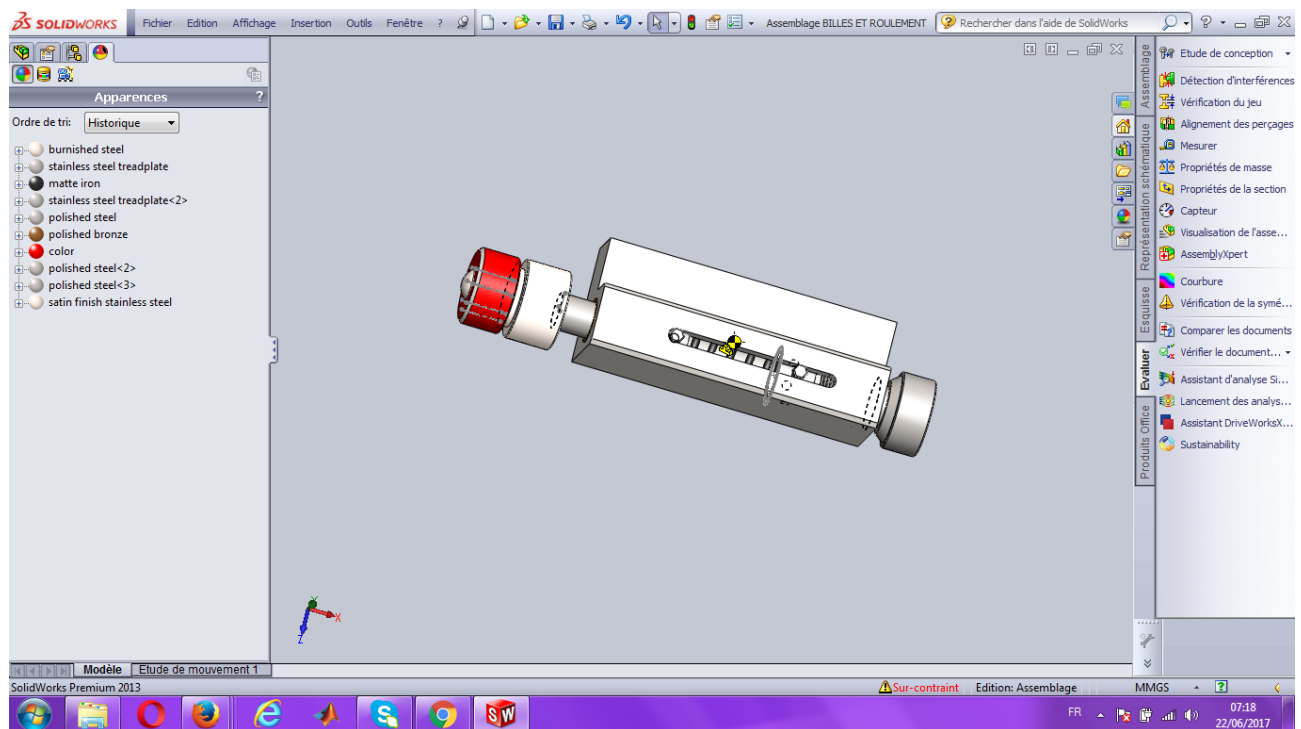 SOLIDWORKS Fichier Edition Affichage Insertion Outils Fenêtre ? Assemblage BILLES ET ROULEMENT Rechercher dans l'aide de SolidWorks ?
Apparences ?
Ordre de tri: Historique
burnished steel
stainless steel treadplate
matte iron
stainless steel treadplate<2>
polished steel
polished bronze
color
polished steel<2>
polished steel<3>
satin finish stainless steel
Y
X
Z
Assemblage
Représentation schématique
Esquisse
Evaluer
Produits Office
Etude de conception
Détection d'interférences
Vérification du jeu
Alignement des perçages
Mesurer
Propriétés de masse
Propriétés de la section
Capteur
Visualisation de l'asse...
AssemblyXpert
Courbure
Vérification de la symé...
Comparer les documents
Vérifier le document...
Assistant d'analyse Si...
Lancement des analys...
Assistant DriveWorksX...
Sustainability
Modèle Etude de mouvement 1
SolidWorks Premium 2013 Sur-contraint Edition: Assemblage MMGS ?
FR 07:18
22/06/2017